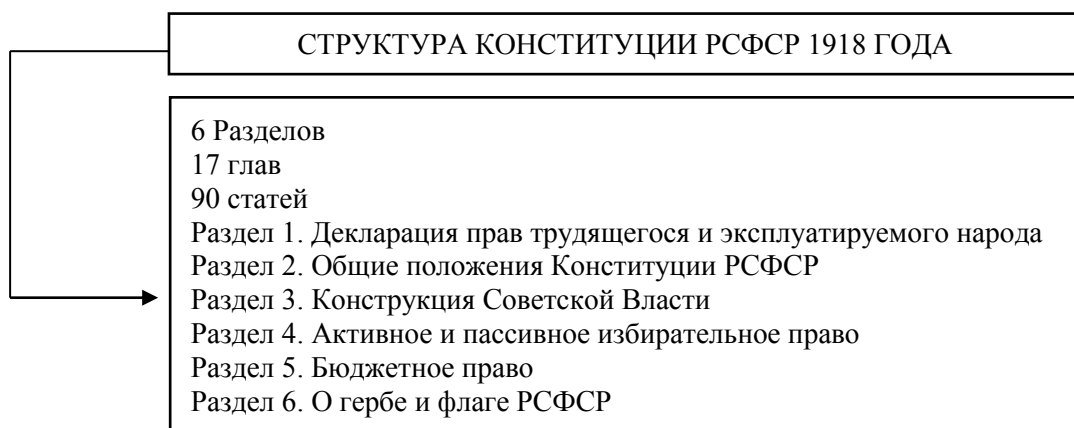 СТРУКТУРА КОНСТИТУЦИИ РСФСР 1918 ГОДА
6 Разделов
17 глав
90 статей
Раздел 1. Декларация прав трудящегося и эксплуатируемого народа
Раздел 2. Общие положения Конституции РСФСР
Раздел 3. Конструкция Советской Власти
Раздел 4. Активное и пассивное избирательное право
Раздел 5. Бюджетное право
Раздел 6. О гербе и флаге РСФСР